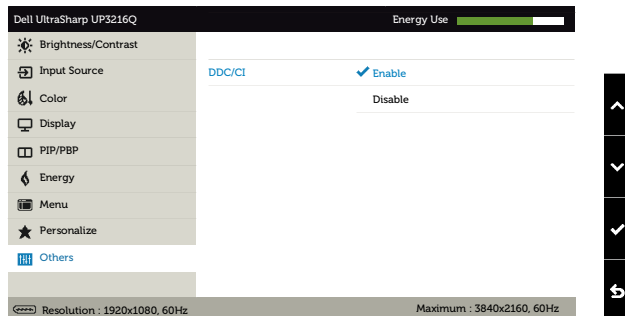 Dell UltraSharp UP3216Q Energy Use
Brightness/Contrast
Input Source DDC/CI Enable
Color Disable
Display
PIP/PBP
Energy
Menu
Personalize
Others
Resolution : 1920x1080, 60Hz Maximum : 3840x2160, 60Hz